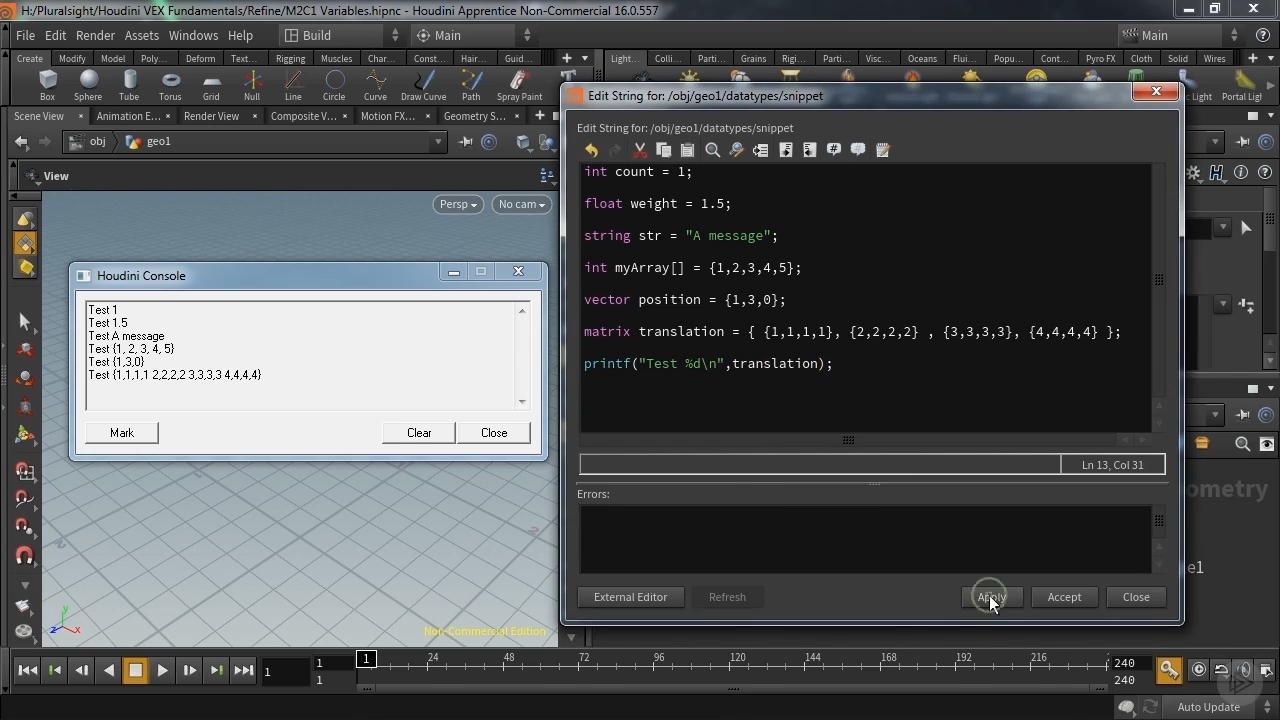 H:/Pluralsight/Houdini VEX Fundamentals/Refine/M2C1 Variables.hipnc - Houdini Apprentice Non-Commercial 16.0.557
File Edit Render Assets Windows Help Build Main Main
Create Modify Model Poly... Deform Text... Rigging Muscles Char... Const... Hair... Guid... Light... Colli... Parti... Grains Rigi... Parti... Visc... Oceans Flui... Popu... Cont... Pyro FX Cloth Solid Wires
Box Sphere Tube Torus Grid Null Line Circle Curve Draw Curve Path Spray Paint Light Portal Ligl
Scene View Animation E... Render View Composite V... Motion FX... Geometry S...
obj geo1
View
Persp No cam
Houdini Console
Test 1
Test 1.5
Test A message
Test {1, 2, 3, 4, 5}
Test {1,3,0}
Test {1,1,1,1 2,2,2,2 3,3,3,3 4,4,4,4}
Mark Clear Close
Non-Commercial Edition
Edit String for: /obj/geo1/datatypes/snippet
Edit String for: /obj/geo1/datatypes/snippet
int count = 1;
float weight = 1.5;
string str = "A message";
int myArray[] = {1,2,3,4,5};
vector position = {1,3,0};
matrix translation = { {1,1,1,1}, {2,2,2,2} , {3,3,3,3}, {4,4,4,4} };
printf("Test %d\n",translation);
Ln 13, Col 31
Errors:
External Editor Refresh Apply Accept Close
ometry
e1
1 1 24 48 72 96 120 144 168 192 216 240
1 1 240
Auto Update